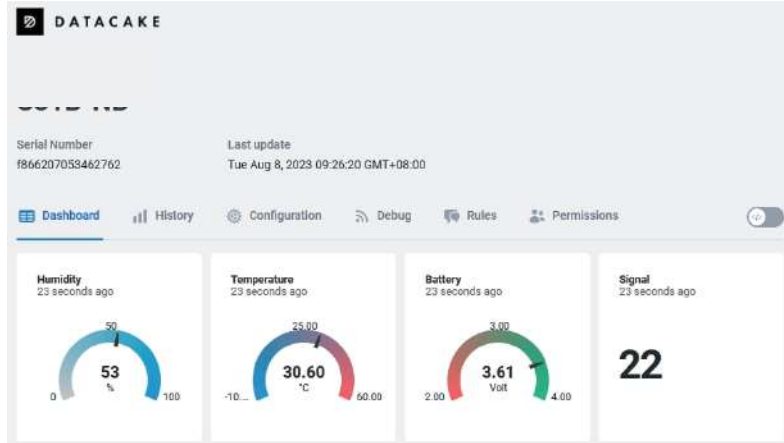 DATACAKE
Serial Number
f866207053462762
Last update
Tue Aug 8, 2023 09:26:20 GMT+08:00
Dashboard
History
Configuration
Debug
Rules
Permissions
Humidity
23 seconds ago
50
53
%
0
100
Temperature
23 seconds ago
25.00
30.60
°C
-10...
60.00
Battery
23 seconds ago
3.00
3.61
Volt
2.00
4.00
Signal
23 seconds ago
22